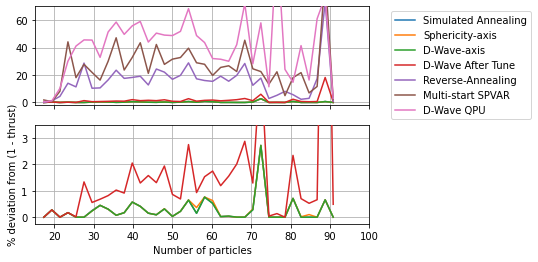 60
40
20
0
3
2
1
0
20
30
40
50
60
70
80
90
100
Number of particles
% deviation from (1 - thrust)
Simulated Annealing
Sphericity-axis
D-Wave-axis
D-Wave After Tune
Reverse-Annealing
Multi-start SPVAR
D-Wave QPU